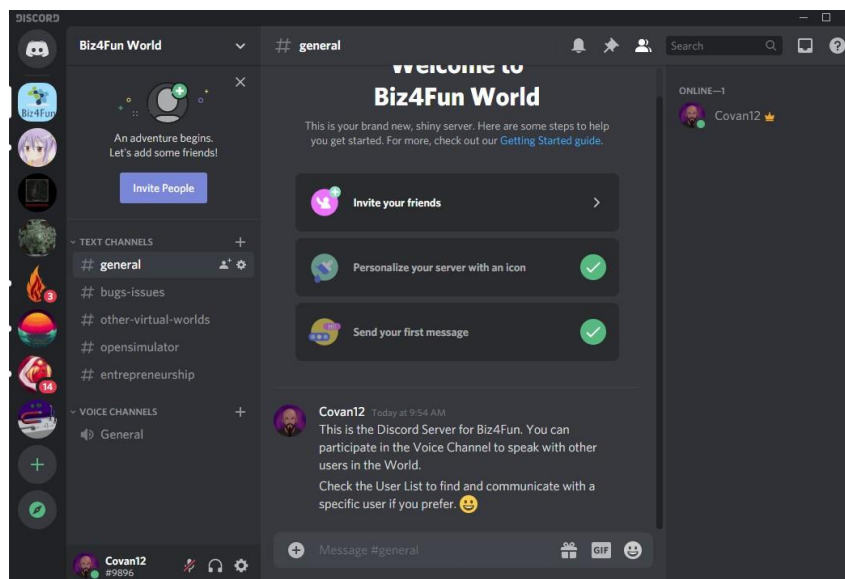 DISCORD
Biz4Fun World
general
Search
Biz4Fun
An adventure begins.
Let's add some friends!
Invite People
TEXT CHANNELS
general
bugs-issues
other-virtual-worlds
opensimulator
entrepreneurship
VOICE CHANNELS
General
3
14
Covan12
#9896
Welcome to
Biz4Fun World
This is your brand new, shiny server. Here are some steps to help
you get started. For more, check out our Getting Started guide.
Invite your friends
Personalize your server with an icon
Send your first message
Covan12 Today at 9:54 AM
This is the Discord Server for Biz4Fun. You can
participate in the Voice Channel to speak with other
users in the World.
Check the User List to find and communicate with a
specific user if you prefer. 😃
Message #general
GIF
ONLINE—1
Covan12